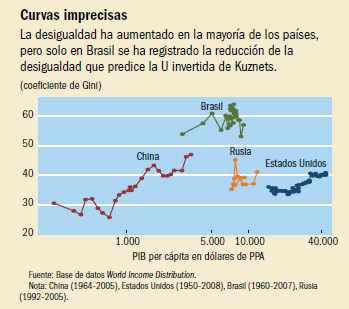 Curvas imprecisas
La desigualdad ha aumentado en la mayoría de los países,
pero solo en Brasil se ha registrado la reducción de la
desigualdad que predice la U invertida de Kuznets.
(coeficiente de Gini)
60
50
40
30
20
Brasil
China
Rusia
Estados Unidos
1.000 5.000 10.000 40.000
PIB per cápita en dólares de PPA
Fuente: Base de datos World Income Distribution.
Nota: China (1964–2005), Estados Unidos (1950–2008), Brasil (1960–2007), Rusia
(1992–2005).